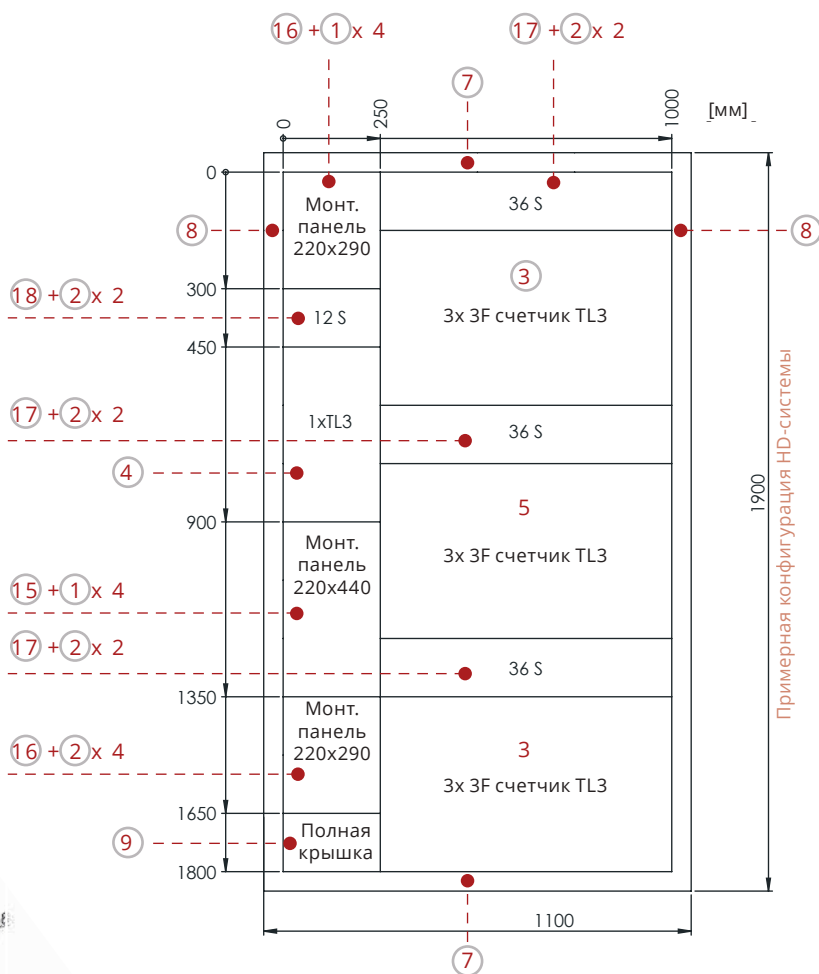 16 + 1 x 4
17 + 2 x 2
7
[мм]
0
250
1000
0
Монт.
панель
220x290
36 S
8
8
300
3
18 + 2 x 2
12 S
3x 3F счетчик TL3
450
17 + 2 x 2
1xTL3
36 S
4
Примерная конфигурация HD-системы
1900
900
5
Монт.
220x440
3x 3F счетчик TL3
15 + 1 x 4
17 + 2 x 2
36 S
1350
Монт.
панель
220x290
16 + 2 x 4
3
3x 3F счетчик TL3
1650
9
Полная
крышка
1800
1100
7